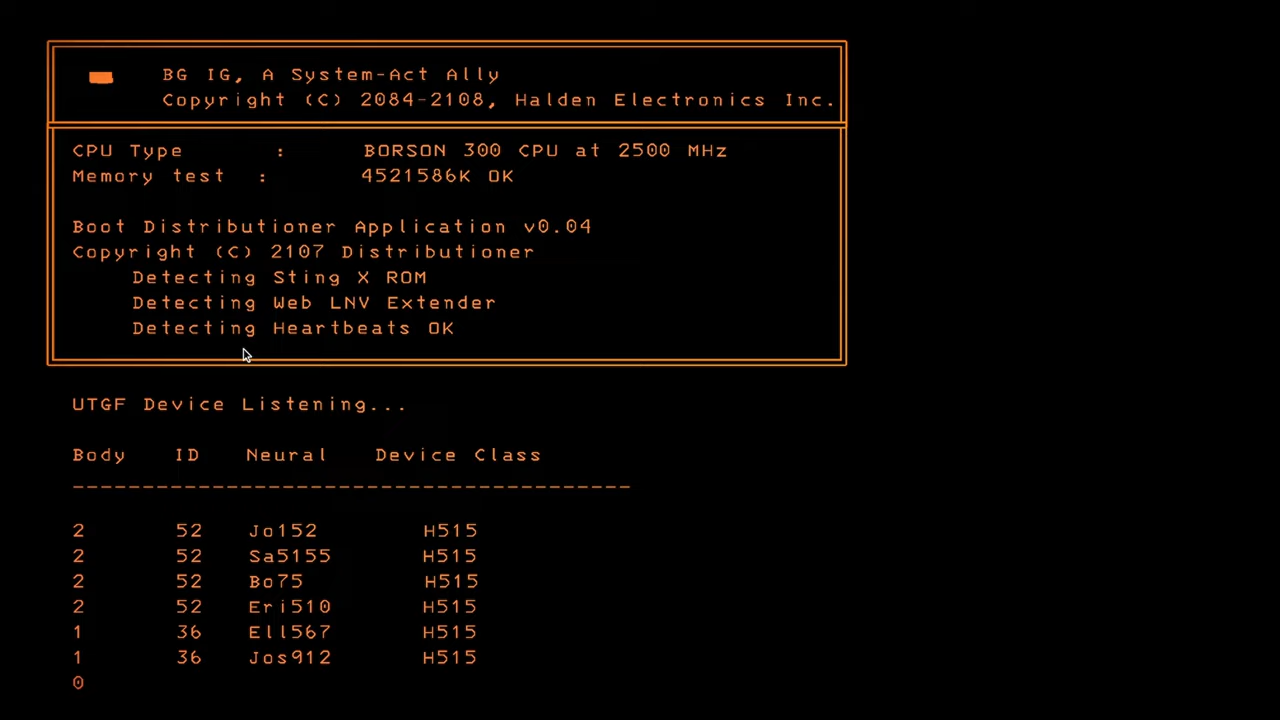 BG IG, A System-Act Ally
Copyright (C) 2084-2108, Halden Electronics Inc.
CPU Type : BORSON 300 CPU at 2500 MHz
Memory test : 4521586K OK
Boot Distributioner Application v0.04
Copyright (C) 2107 Distributioner
Detecting Sting X ROM
Detecting Web LNV Extender
Detecting Heartbeats OK
UTGF Device Listening...
Body ID Neural Device Class
--------------------------------------
2 52 Jo152 H515
2 52 Sa5155 H515
2 52 Bo75 H515
2 52 Eri510 H515
1 36 Ell567 H515
1 36 Jos912 H515
0